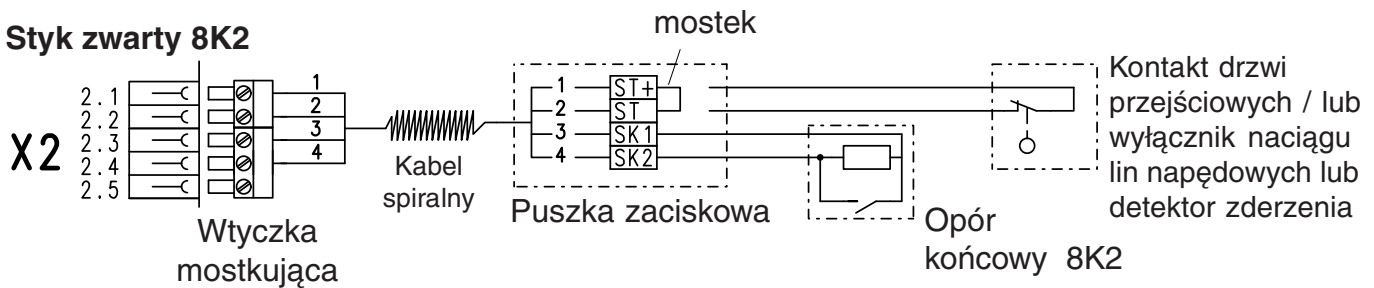 Styk zwarty 8K2
mostek
X2
2.1
2.2
2.3
2.4
2.5
1
2
3
4
Wtyczka
mostkująca
Kabel
spiralny
1 ST+
2 ST
3 SK1
4 SK2
Puszka zaciskowa
Opór
końcowy 8K2
Kontakt drzwi
przejściowych / lub
wyłącznik naciągu
lin napędowych lub
detektor zderzenia